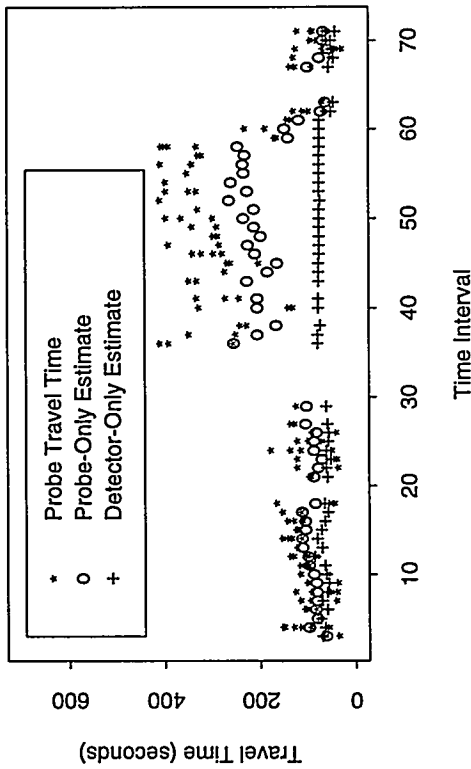 * Probe Travel Time
o Probe-Only Estimate
+ Detector-Only Estimate
Travel Time (seconds)
600
400
200
0
10
20
30
40
50
60
70
Time Interval